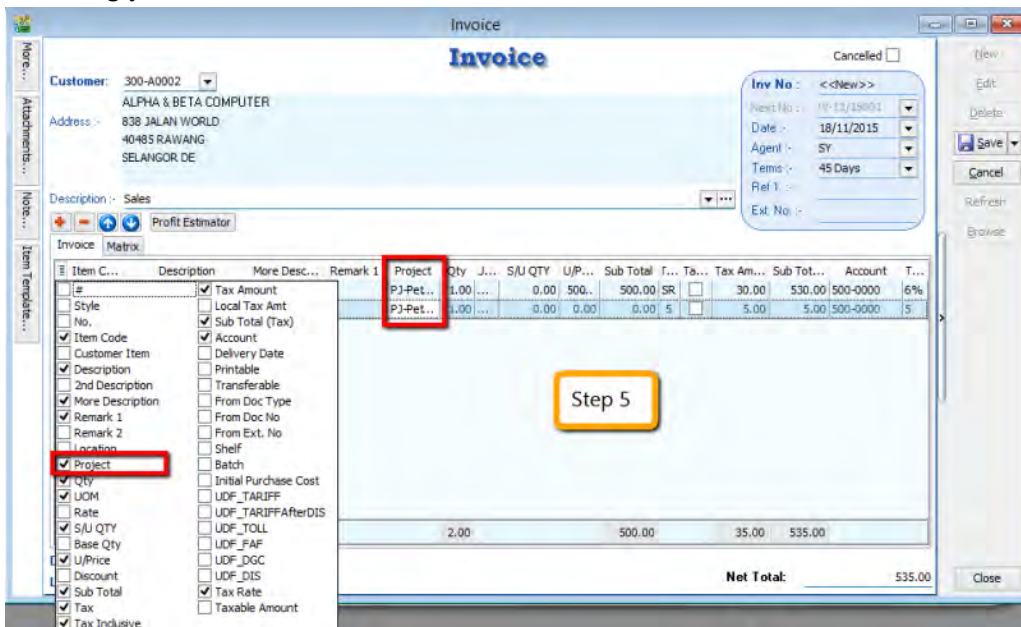 Invoice
Invoice
Cancelled
Customer: 300-A0002
ALPHA & BETA COMPUTER
Address :- 838 JALAN WORLD
40485 RAWANG
SELANGOR DE
Inv No : <<New>>
Next No :
Date :- 18/11/2015
Agent :- SY
Terms :- 45 Days
Ref 1. :-
Ext. No. :-
Description :- Sales
Profit Estimator
Invoice Matrix
More...
Attachments...
Note...
Item Template...
New
Edit
Delete
Save
Cancel
Refresh
Browse
Item C... Description More Desc... Remark 1 Project Qty J... S/U QTY U/P... Sub Total T... Ta... Tax Am... Sub Tot... Account T...
PJ-Pet... 1.00 ... 0.00 500... 500.00 SR 30.00 530.00 500-0000 6%
PJ-Pet... 1.00 ... 0.00 0.00 0.00 S 5.00 5.00 500-0000 5
#
Style
No.
Item Code
Customer Item
Description
2nd Description
More Description
Remark 1
Remark 2
Location
Project
Qty
UOM
Rate
S/U QTY
Base Qty
U/Price
Discount
Sub Total
Tax
Tax Inclusive
Tax Amount
Local Tax Amt
Sub Total (Tax)
Account
Delivery Date
Printable
Transferable
From Doc Type
From Doc No
From Ext. No
Shelf
Batch
Initial Purchase Cost
UDF_TARIFF
UDF_TARIFFAfterDIS
UDF_TOLL
UDF_FAF
UDF_DGC
UDF_DIS
Tax Rate
Taxable Amount
Step 5
2.00 500.00 35.00 535.00
Net Total: 535.00
Close